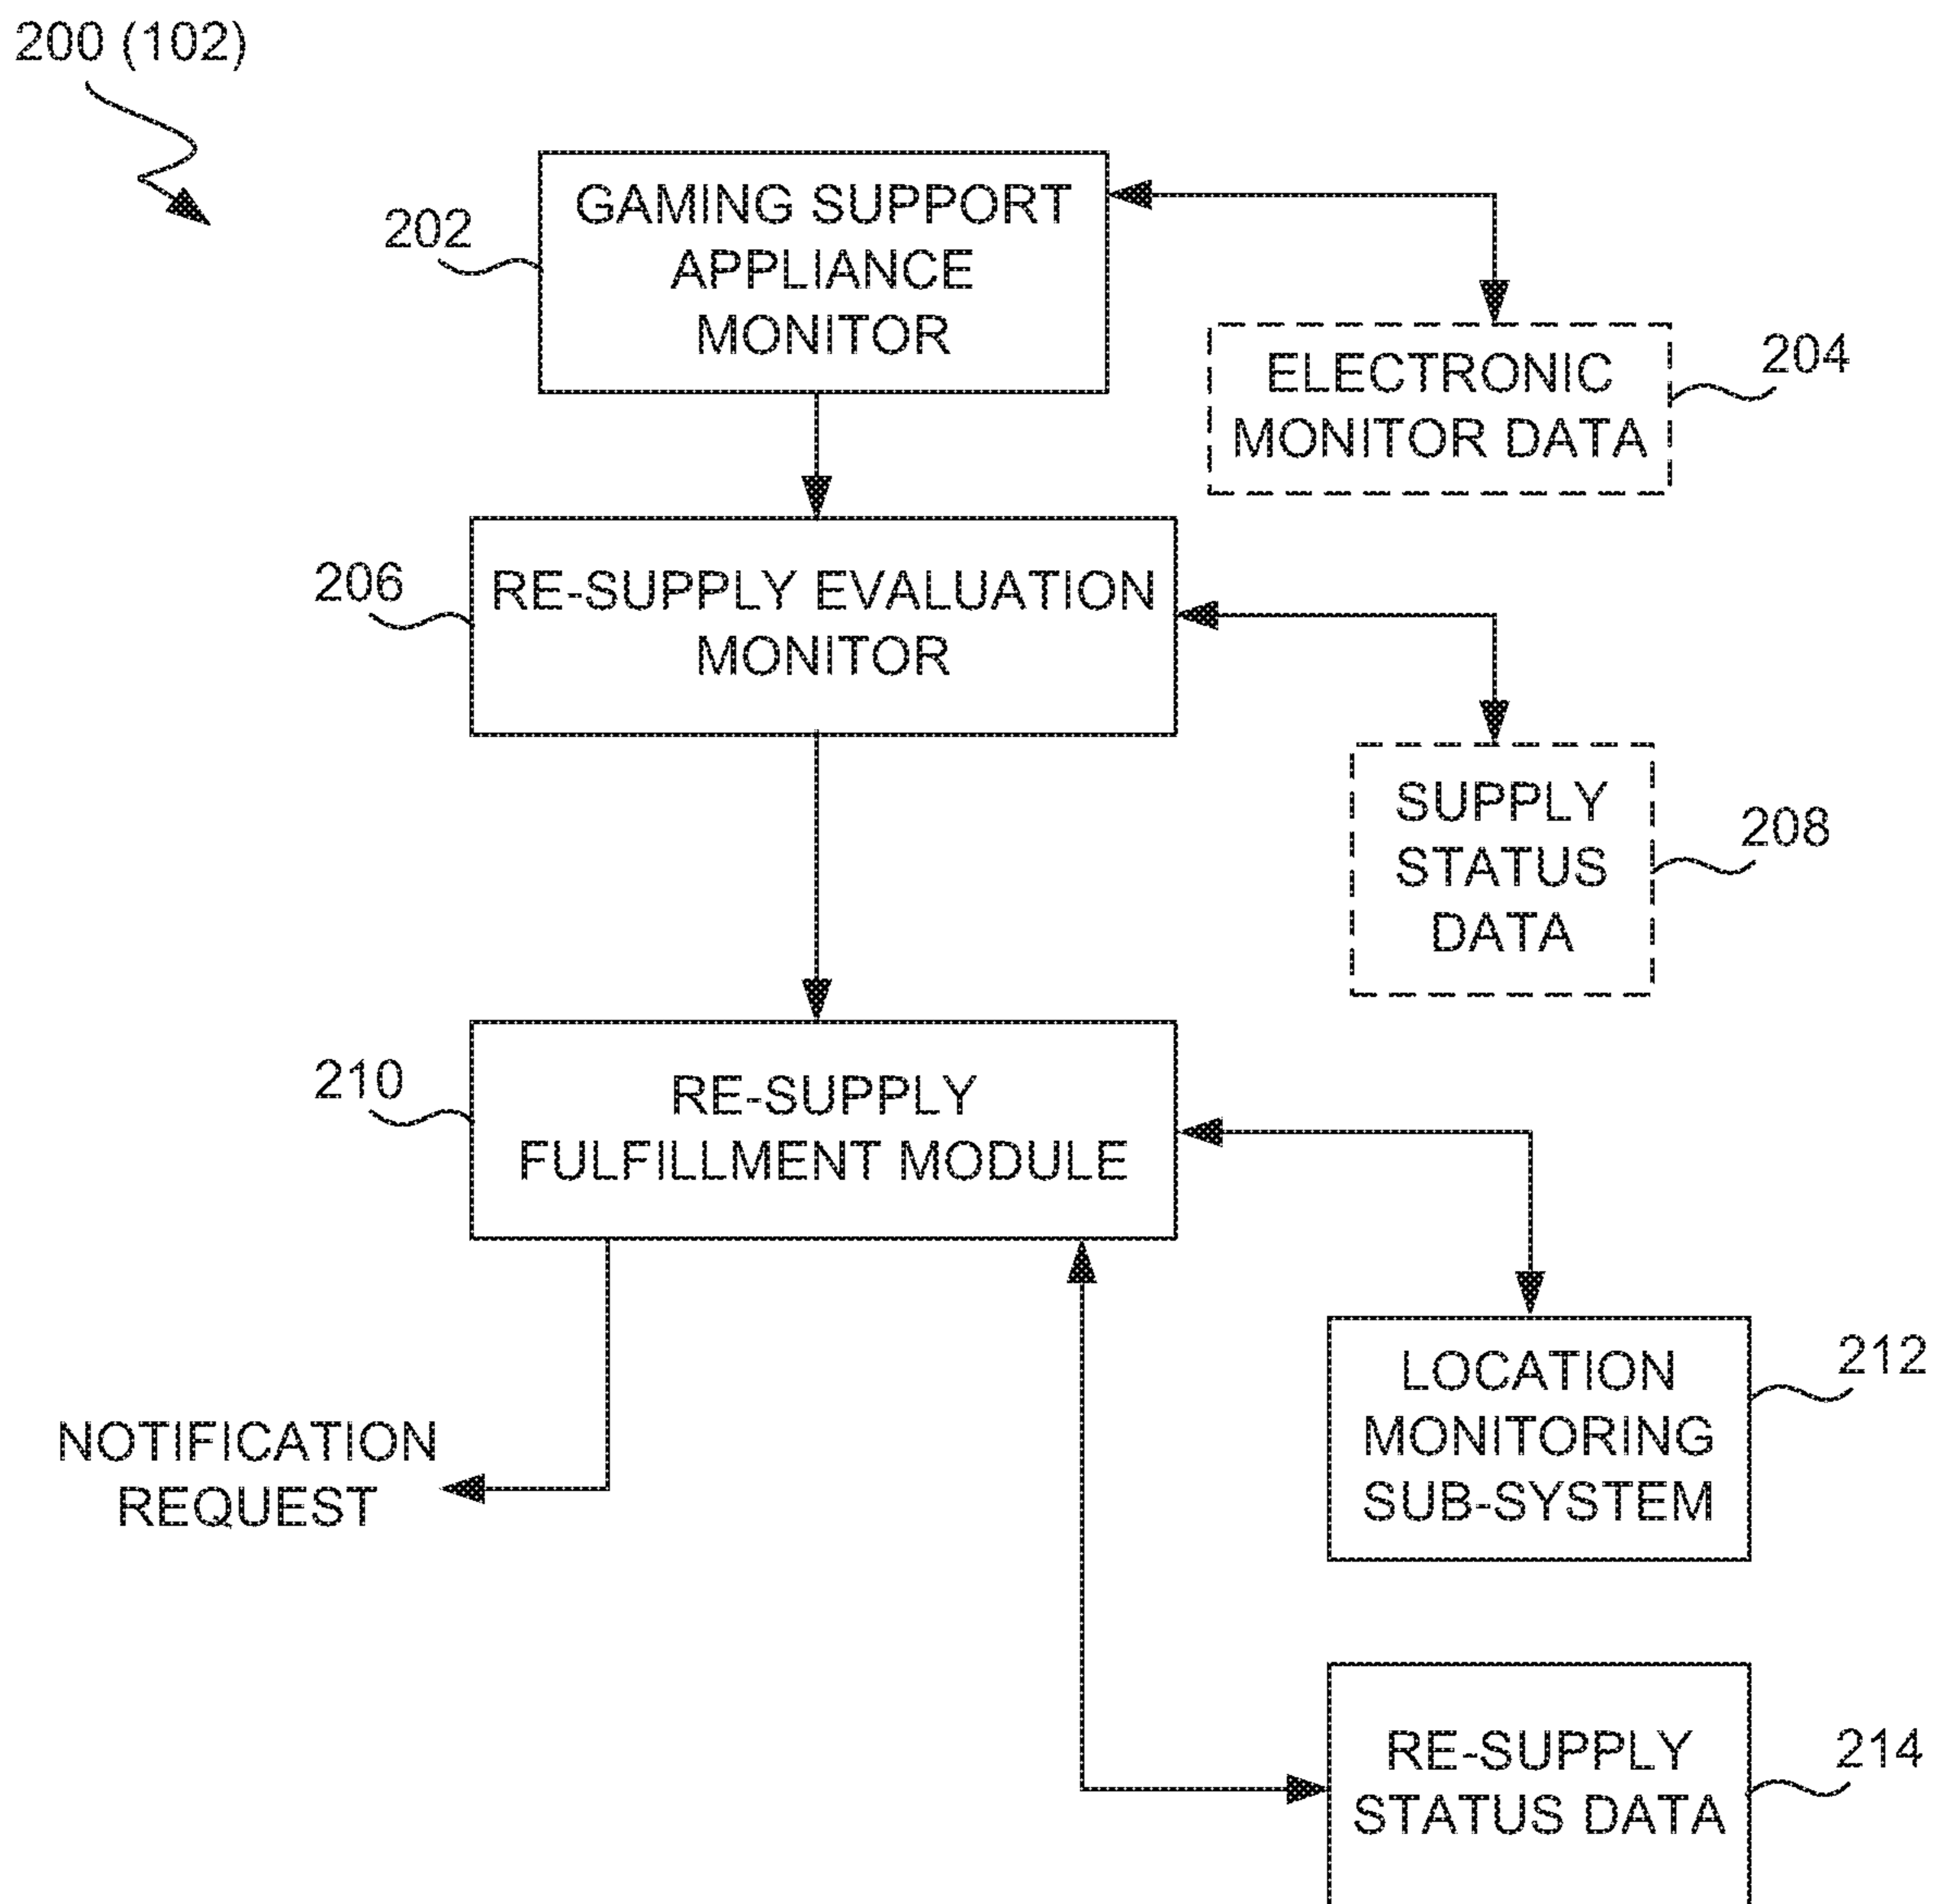 200 (102)
202
GAMING SUPPORT
APPLIANCE
MONITOR
ELECTRONIC
MONITOR DATA
204
206
RE-SUPPLY EVALUATION
MONITOR
SUPPLY
STATUS
DATA
208
210
RE-SUPPLY
FULFILLMENT MODULE
NOTIFICATION
REQUEST
LOCATION
MONITORING
SUB-SYSTEM
212
RE-SUPPLY
STATUS DATA
214